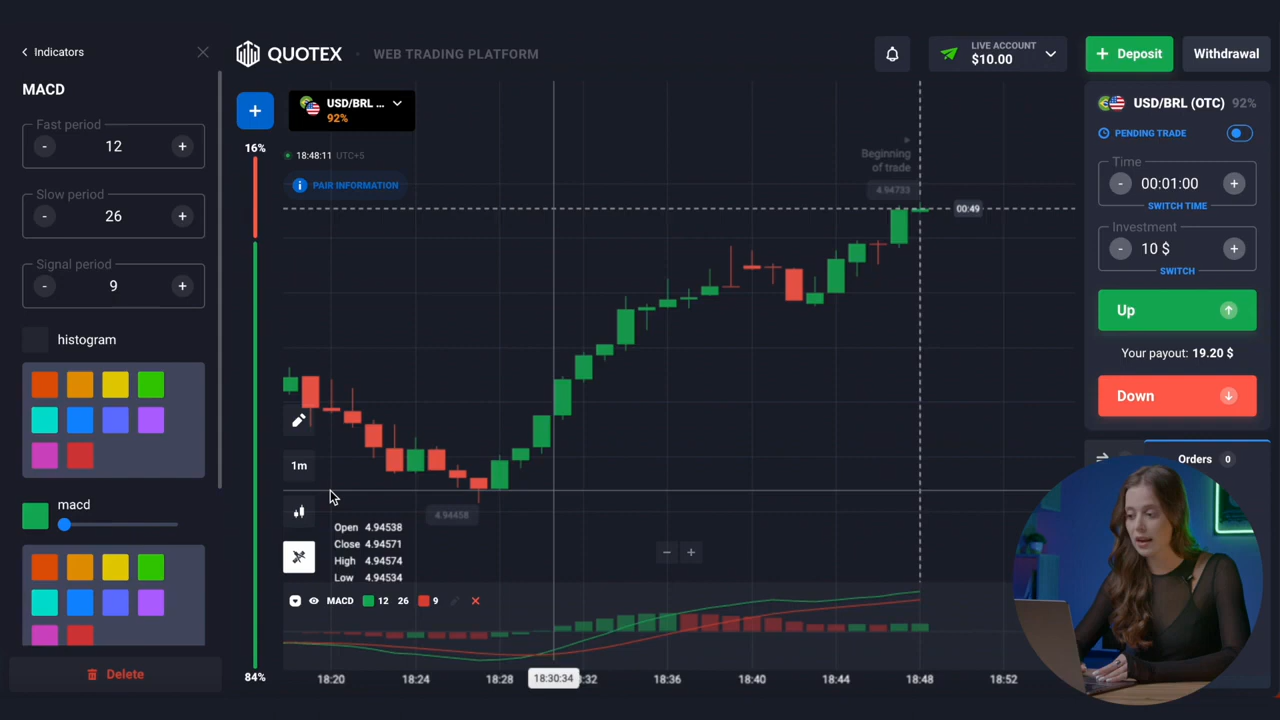 Indicators
MACD
Fast period
- 12 +
Slow period
- 26 +
Signal period
- 9 +
histogram
macd
Delete
QUOTEX
WEB TRADING PLATFORM
LIVE ACCOUNT
$10.00
+ Deposit
Withdrawal
+
USD/BRL ...
92%
16%
18:48:11 UTC+5
PAIR INFORMATION
Beginning
of trade
4.94733
00:49
1m
4.94458
Open 4.94538
Close 4.94571
High 4.94574
Low 4.94534
− +
MACD 12 26 9
84%
18:20 18:24 18:28 18:30:34 :32 18:36 18:40 18:44 18:48 18:52
USD/BRL (OTC) 92%
PENDING TRADE
Time
- 00:01:00 +
SWITCH TIME
Investment
- 10 $ +
SWITCH
Up
Your payout: 19.20 $
Down
Orders 0